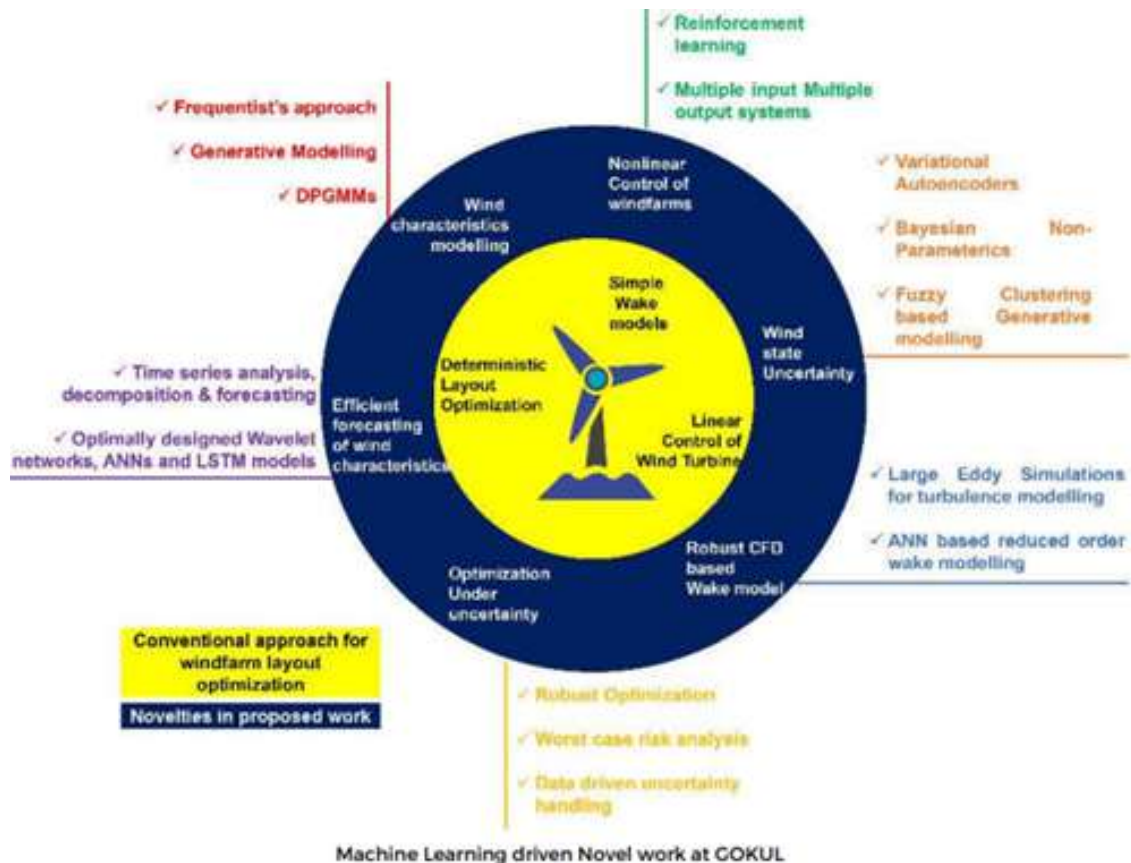 ✓ Reinforcement
learning
✓ Multiple input Multiple
output systems
✓ Frequentist's approach
✓ Generative Modelling
✓ DPGMMs
✓ Variational
Autoencoders
✓ Bayesian Non-
Parameterics
✓ Fuzzy Clustering
based Generative
modelling
Nonlinear
Control of
windfarms
Wind
characteristics
modelling
Simple
Wake
models
Wind
state
Uncertainty
Deterministic
Layout
Optimization
Linear
Control of
Wind Turbine
✓ Time series analysis,
decomposition & forecasting
✓ Optimally designed Wavelet
networks, ANNs and LSTM models
Efficient
forecasting
of wind
characteristics
✓ Large Eddy Simulations
for turbulence modelling
✓ ANN based reduced order
wake modelling
Robust CFD
based
Wake model
Optimization
Under
uncertainty
Conventional approach for
windfarm layout
optimization
Novelties in proposed work
✓ Robust Optimization
✓ Worst case risk analysis
✓ Data driven uncertainty
handling
Machine Learning driven Novel work at GOKUL